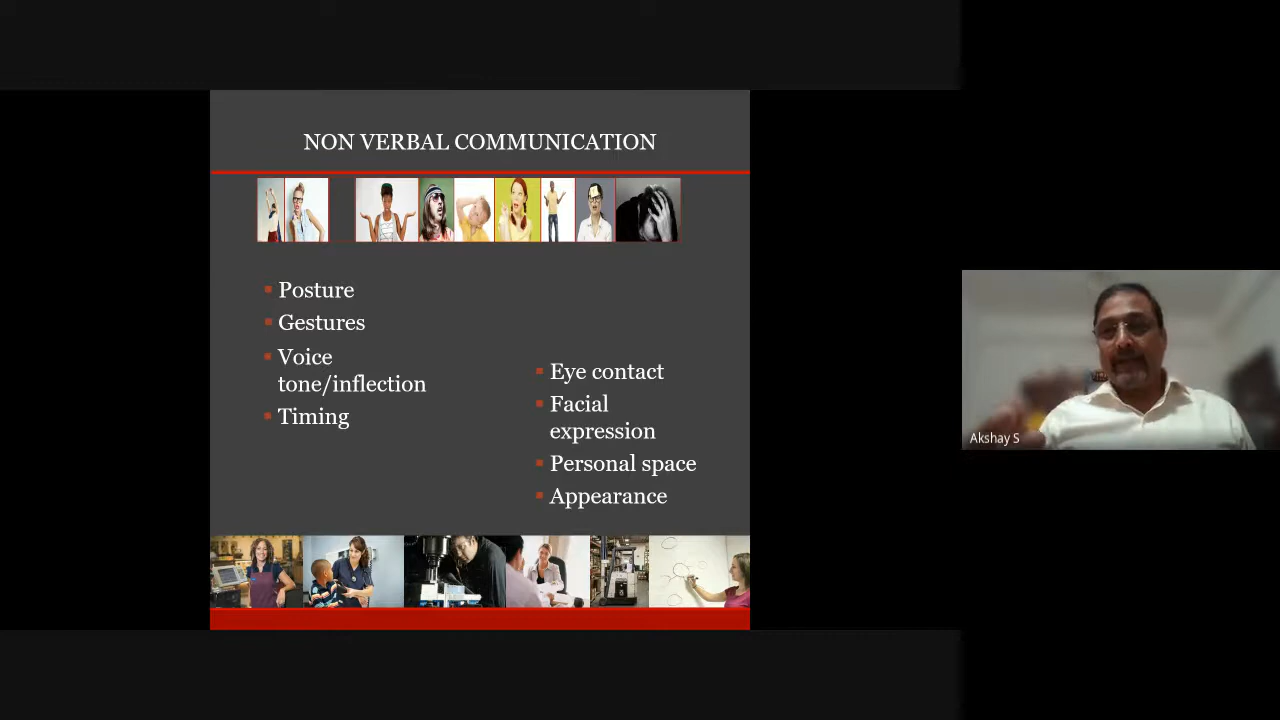 NON VERBAL COMMUNICATION
Posture
Gestures
Voice
tone/inflection
Timing
Eye contact
Facial
expression
Personal space
Appearance
Akshay S